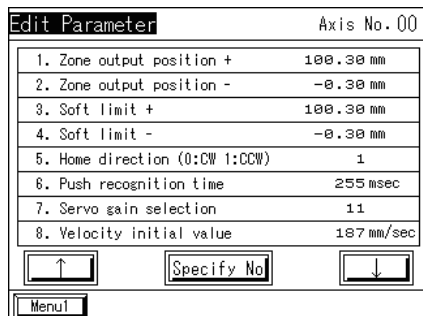 Edit Parameter Axis No.00
1. Zone output position + 100.30 mm
2. Zone output position - -0.30 mm
3. Soft limit + 100.30 mm
4. Soft limit - -0.30 mm
5. Home direction (0:CW 1:CCW) 1
6. Push recognition time 255 msec
7. Servo gain selection 11
8. Velocity initial value 187 mm/sec
↑ Specify No ↓
Menu1